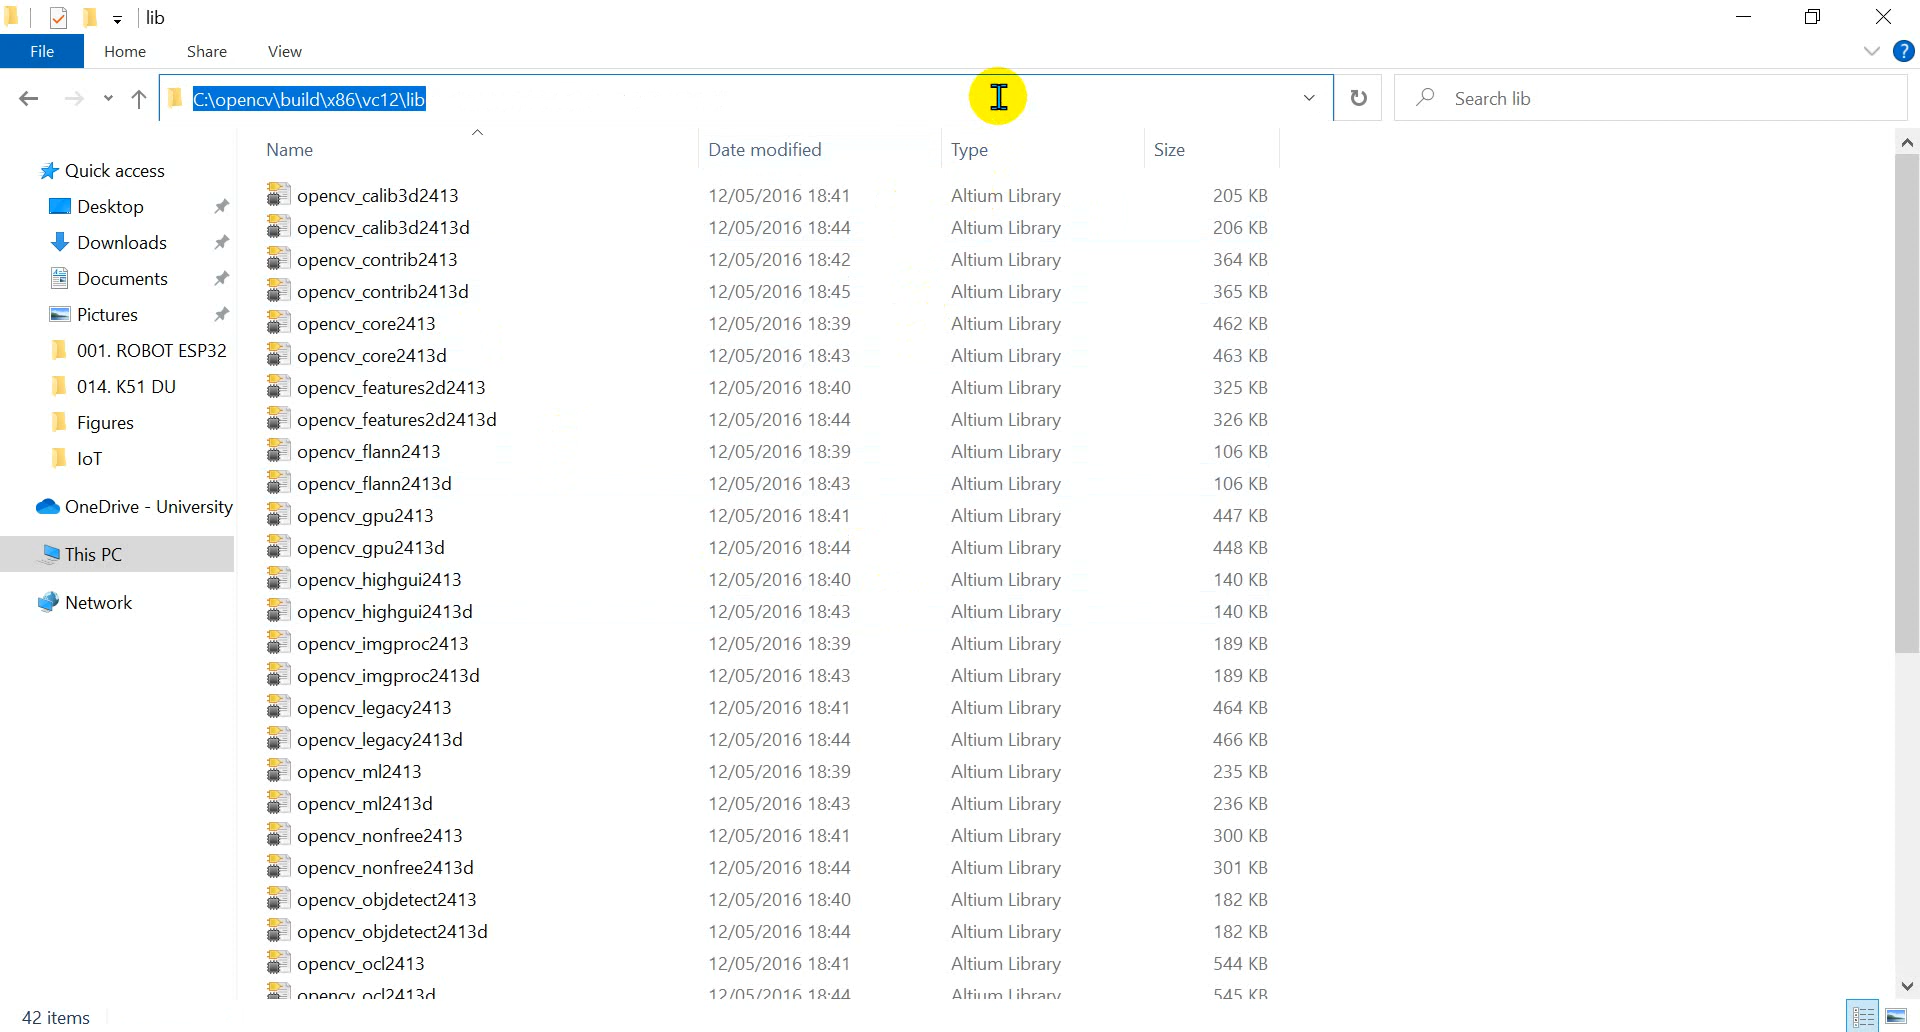 lib
File Home Share View ?
C:\opencv\build\x86\vc12\lib Search lib
Name Date modified Type Size
Quick access
Desktop
Downloads
Documents
Pictures
001. ROBOT ESP32
014. K51 DU
Figures
IoT
OneDrive - University
This PC
Network
opencv_calib3d2413 12/05/2016 18:41 Altium Library 205 KB
opencv_calib3d2413d 12/05/2016 18:44 Altium Library 206 KB
opencv_contrib2413 12/05/2016 18:42 Altium Library 364 KB
opencv_contrib2413d 12/05/2016 18:45 Altium Library 365 KB
opencv_core2413 12/05/2016 18:39 Altium Library 462 KB
opencv_core2413d 12/05/2016 18:43 Altium Library 463 KB
opencv_features2d2413 12/05/2016 18:40 Altium Library 325 KB
opencv_features2d2413d 12/05/2016 18:44 Altium Library 326 KB
opencv_flann2413 12/05/2016 18:39 Altium Library 106 KB
opencv_flann2413d 12/05/2016 18:43 Altium Library 106 KB
opencv_gpu2413 12/05/2016 18:41 Altium Library 447 KB
opencv_gpu2413d 12/05/2016 18:44 Altium Library 448 KB
opencv_highgui2413 12/05/2016 18:40 Altium Library 140 KB
opencv_highgui2413d 12/05/2016 18:43 Altium Library 140 KB
opencv_imgproc2413 12/05/2016 18:39 Altium Library 189 KB
opencv_imgproc2413d 12/05/2016 18:43 Altium Library 189 KB
opencv_legacy2413 12/05/2016 18:41 Altium Library 464 KB
opencv_legacy2413d 12/05/2016 18:44 Altium Library 466 KB
opencv_ml2413 12/05/2016 18:39 Altium Library 235 KB
opencv_ml2413d 12/05/2016 18:43 Altium Library 236 KB
opencv_nonfree2413 12/05/2016 18:41 Altium Library 300 KB
opencv_nonfree2413d 12/05/2016 18:44 Altium Library 301 KB
opencv_objdetect2413 12/05/2016 18:40 Altium Library 182 KB
opencv_objdetect2413d 12/05/2016 18:44 Altium Library 182 KB
opencv_ocl2413 12/05/2016 18:41 Altium Library 544 KB
opencv_ocl2413d 12/05/2016 18:44 Altium Library 545 KB
42 items